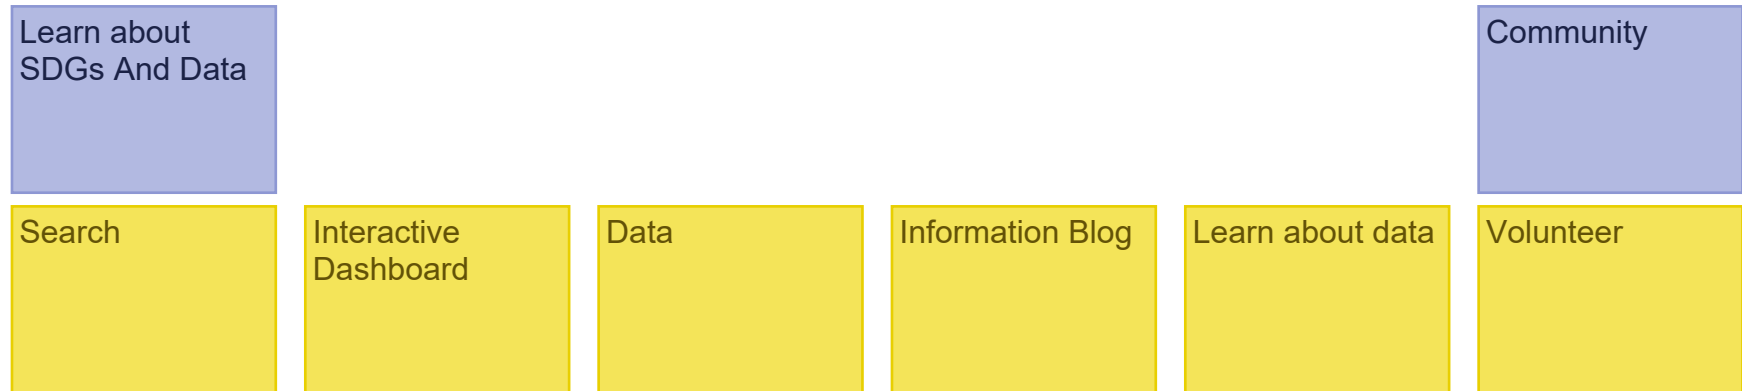 Learn about
SDGs And Data
Community
Search
Interactive
Dashboard
Data
Information Blog
Learn about data
Volunteer